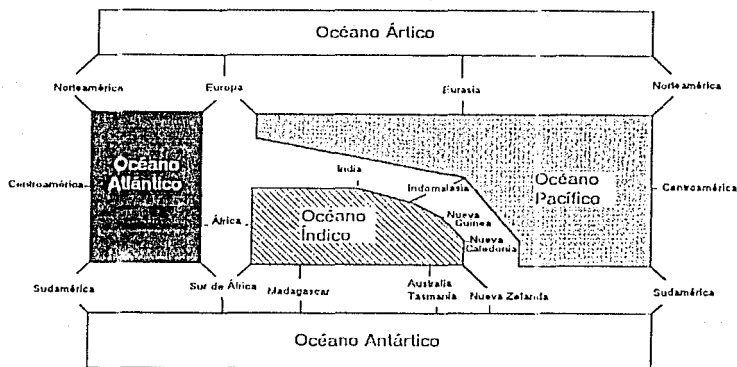 Océano Ártico
Norteamérica
Europa
Eurasia
Norteamérica
Océano
Atlántico
Centroamérica
India
Indomalasia
Océano
Pacífico
Centroamérica
África
Océano
Índico
Nueva
Guinea
Nueva
Caledonia
Sudamérica
Sur de África
Madagascar
Australia
Tasmania
Nueva Zelanda
Sudamérica
Océano Antártico